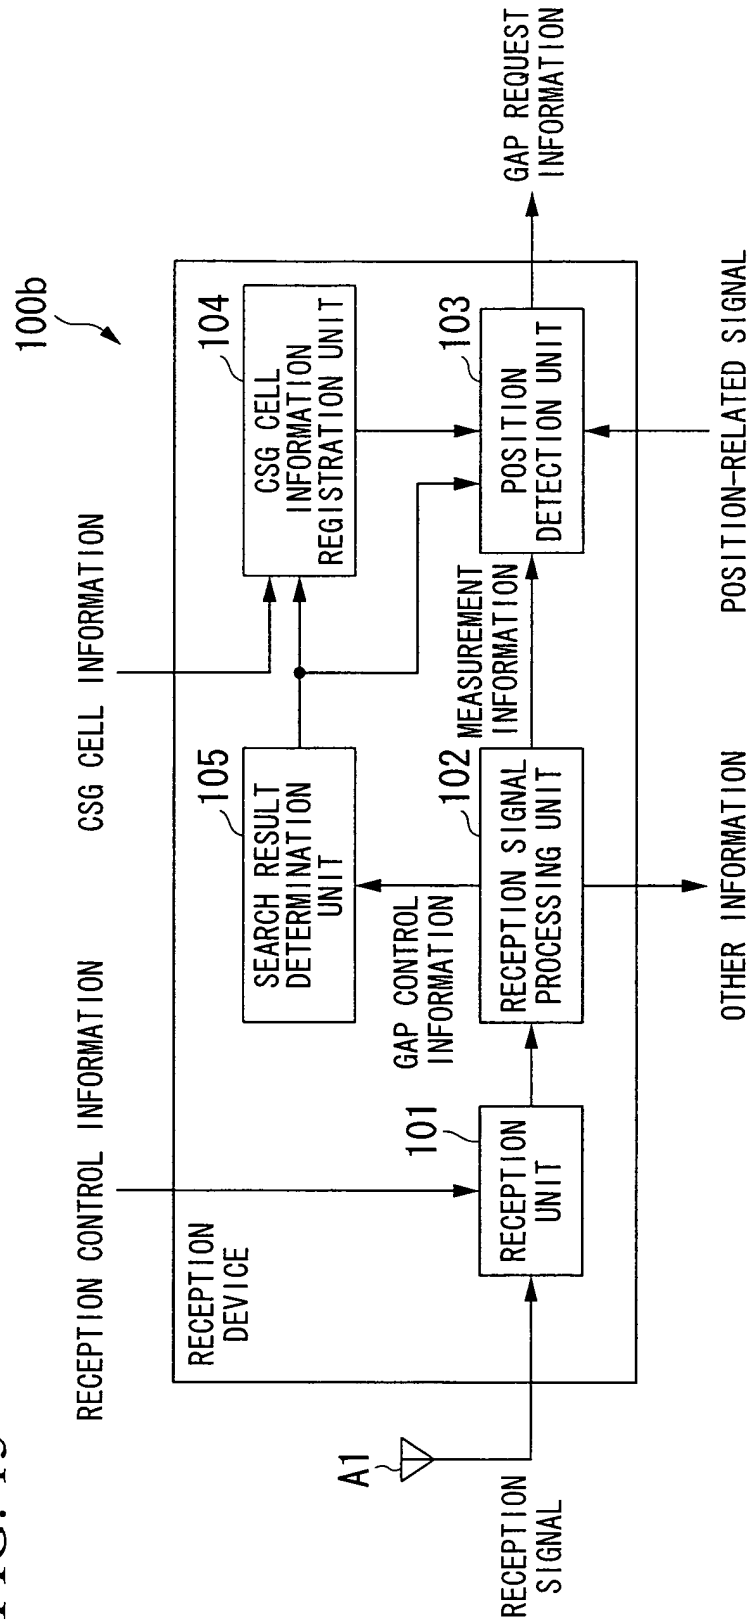 100b
RECEPTION CONTROL INFORMATION
CSG CELL INFORMATION
RECEPTION
DEVICE
105
SEARCH RESULT
DETERMINATION
UNIT
104
CSG CELL
INFORMATION
REGISTRATION UNIT
GAP CONTROL
INFORMATION
MEASUREMENT
INFORMATION
A1
RECEPTION
SIGNAL
101
RECEPTION
UNIT
102
RECEPTION SIGNAL
PROCESSING UNIT
103
POSITION
DETECTION UNIT
GAP REQUEST
INFORMATION
OTHER INFORMATION
POSITION-RELATED SIGNAL